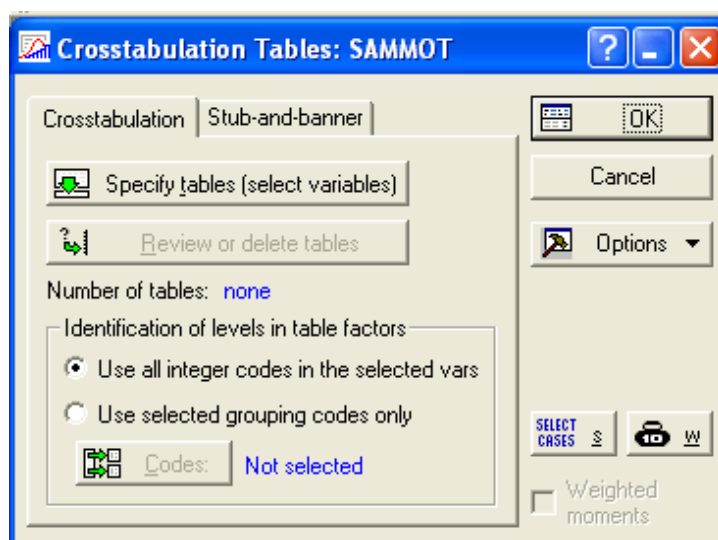 Crosstabulation Tables: SAMMOT
Crosstabulation
Stub-and-banner
OK
Specify tables (select variables)
Cancel
Review or delete tables
Options
Number of tables: none
Identification of levels in table factors
Use all integer codes in the selected vars
Use selected grouping codes only
SELECT CASES S
W
Codes: Not selected
Weighted
moments